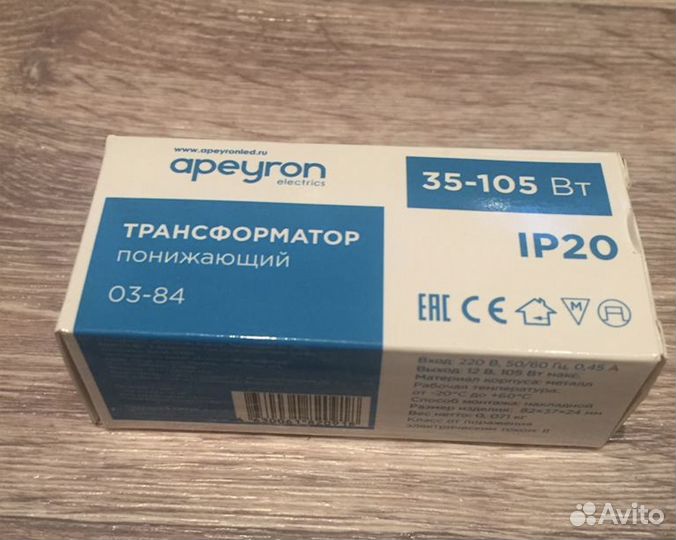 www.apeyronled.ru
apeyron
electrics
35-105 Вт
ТРАНСФОРМАТОР
понижающий
03-84
IP20
EAC CE M
Вход: 220 В, 50/60 Гц, 0,45 А
Выход: 12 В, 105 Вт макс.
Материал корпуса: металл
Рабочая температура:
от -20°C до +60°C
Способ монтажа: накладной
Размер изделия: 82×37×24 мм
Вес нетто: 0,071 кг
Класс от поражения
электрическим током: II
Avito